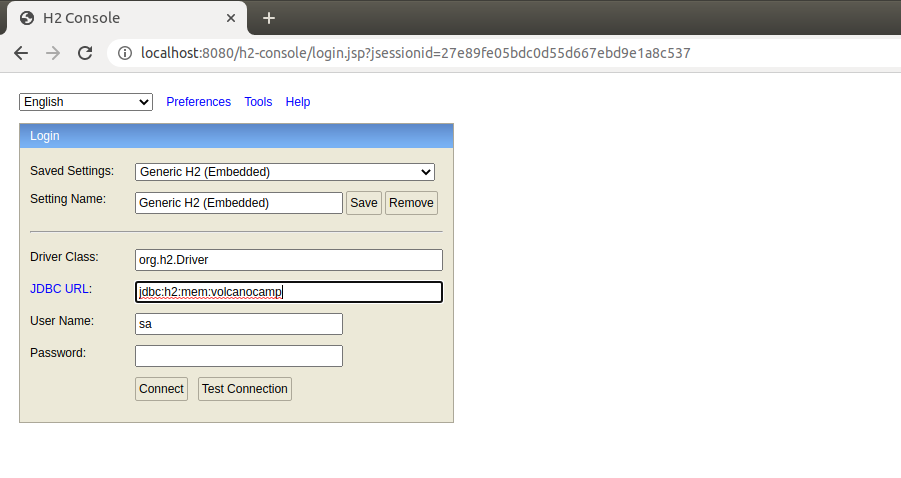 H2 Console
localhost:8080/h2-console/login.jsp?jsessionid=27e89fe05bdc0d55d667ebd9e1a8c537
English Preferences Tools Help
Login
Saved Settings: Generic H2 (Embedded)
Setting Name: Generic H2 (Embedded) Save Remove
Driver Class: org.h2.Driver
JDBC URL: jdbc:h2:mem:volcanocamp
User Name: sa
Password:
Connect Test Connection